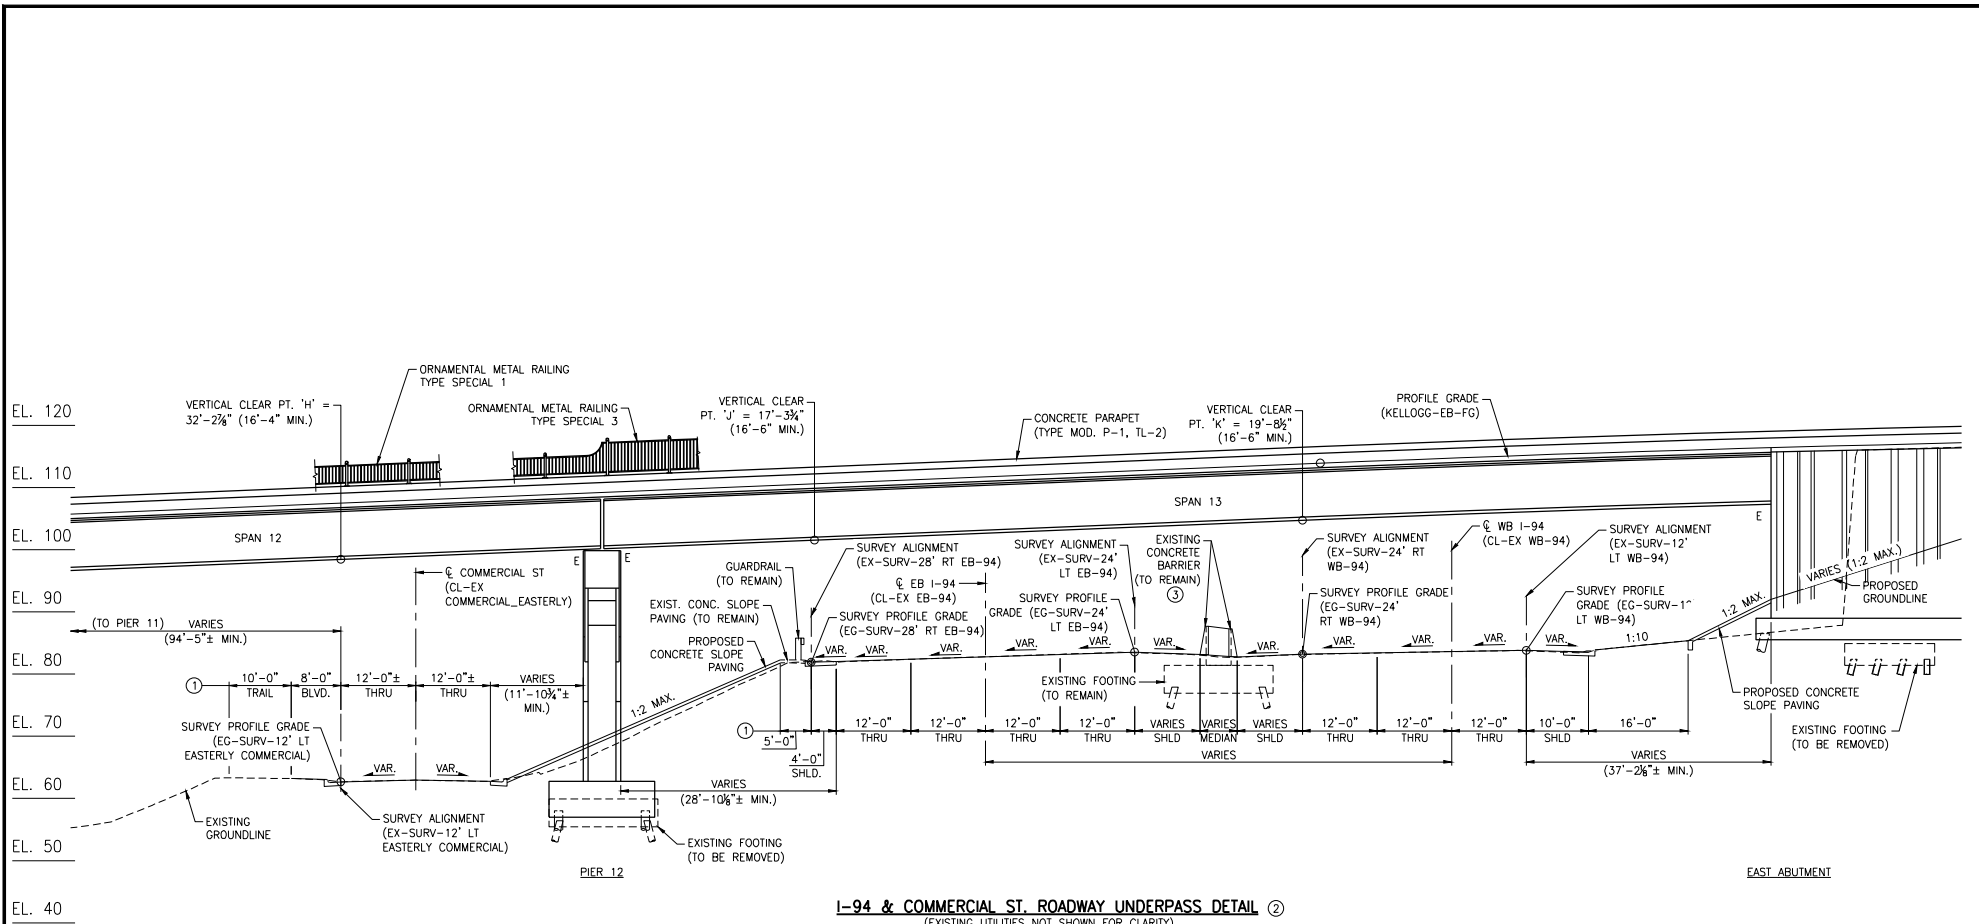 EL. 120
EL. 110
EL. 100
EL. 90
EL. 80
EL. 70
EL. 60
EL. 50
EL. 40
ORNAMENTAL METAL RAILING
TYPE SPECIAL 1
VERTICAL CLEAR PT. 'H' =
32'-2⅞" (16'-4" MIN.)
ORNAMENTAL METAL RAILING
TYPE SPECIAL 3
VERTICAL CLEAR
PT. 'J' = 17'-3¾"
(16'-6" MIN.)
CONCRETE PARAPET
(TYPE MOD. P-1, TL-2)
VERTICAL CLEAR
PT. 'K' = 19'-8½"
(16'-6" MIN.)
PROFILE GRADE
(KELLOGG-EB-FG)
SPAN 12
SPAN 13
E
E
E
℄ COMMERCIAL ST
(CL-EX
COMMERCIAL_EASTERLY)
GUARDRAIL
(TO REMAIN)
EXIST. CONC. SLOPE
PAVING (TO REMAIN)
PROPOSED
CONCRETE SLOPE
PAVING
SURVEY ALIGNMENT
(EX-SURV-28' RT EB-94)
℄ EB I-94
(CL-EX EB-94)
SURVEY PROFILE GRADE
(EG-SURV-28' RT EB-94)
SURVEY ALIGNMENT
(EX-SURV-24'
LT EB-94)
SURVEY PROFILE
GRADE (EG-SURV-24'
LT EB-94)
EXISTING
CONCRETE
BARRIER
(TO REMAIN)
3
SURVEY ALIGNMENT
(EX-SURV-24' RT
WB-94)
SURVEY PROFILE GRADE
(EG-SURV-24'
RT WB-94)
℄ WB I-94
(CL-EX WB-94)
SURVEY ALIGNMENT
(EX-SURV-12'
LT WB-94)
SURVEY PROFILE
LT WB-94)
VARIES (1:2 MAX.)
PROPOSED
GROUNDLINE
1:2 MAX.
1:10
(TO PIER 11)
VARIES
(94'-5"± MIN.)
1
10'-0"
TRAIL
8'-0"
BLVD.
12'-0"±
THRU
12'-0"±
THRU
VARIES
(11'-10¾"±
MIN.)
1:2 MAX.
VAR.
VAR.
VAR.
VAR.
VAR.
VAR.
VAR.
VAR.
VAR.
VAR.
VAR.
VAR.
VAR.
SURVEY PROFILE GRADE
(EG-SURV-12' LT
EASTERLY COMMERCIAL)
EXISTING
GROUNDLINE
SURVEY ALIGNMENT
(EX-SURV-12' LT
EASTERLY COMMERCIAL)
1
5'-0"
4'-0"
SHLD.
12'-0"
THRU
12'-0"
THRU
12'-0"
THRU
12'-0"
THRU
VARIES
SHLD
VARIES
MEDIAN
VARIES
SHLD
12'-0"
THRU
12'-0"
THRU
12'-0"
THRU
10'-0"
SHLD
16'-0"
EXISTING FOOTING
(TO REMAIN)
VARIES
VARIES
(28'-10⅛"± MIN.)
VARIES
(37'-2⅛"± MIN.)
PROPOSED CONCRETE
SLOPE PAVING
EXISTING FOOTING
(TO BE REMOVED)
EXISTING FOOTING
(TO BE REMOVED)
PIER 12
EAST ABUTMENT
I-94 & COMMERCIAL ST. ROADWAY UNDERPASS DETAIL 2
(EXISTING UTILITIES NOT SHOWN FOR CLARITY)